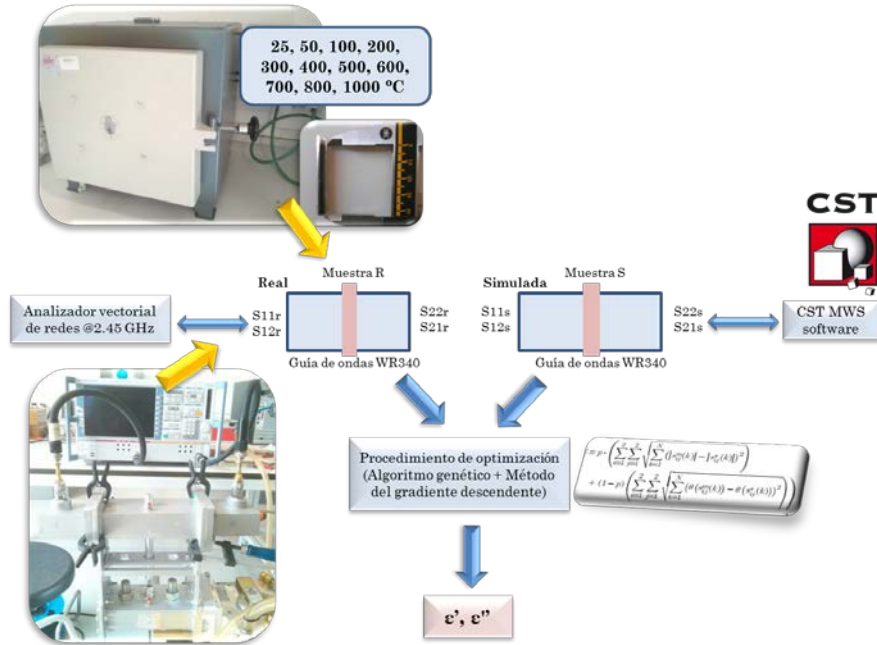 25, 50, 100, 200,
300, 400, 500, 600,
700, 800, 1000 ºC
CST
Real
Muestra R
S11r
S12r
S22r
S21r
Guía de ondas WR340
Simulada
Muestra S
S11s
S12s
S22s
S21s
Guía de ondas WR340
Analizador vectorial
de redes @2.45 GHz
CST MWS
software
Procedimiento de optimización
(Algoritmo genético + Método
del gradiente descendente)
ε', ε"